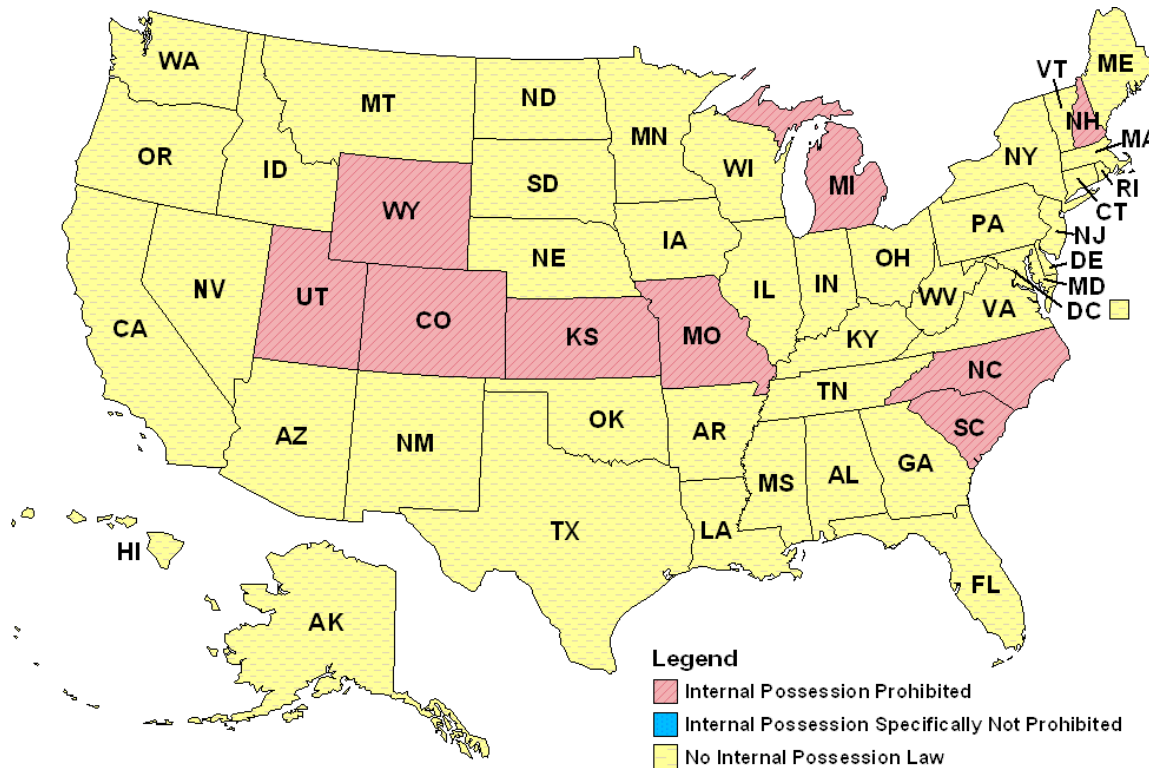 WA
MT
ND
MN
VT
ME
NH
MA
OR
ID
SD
WI
MI
NY
RI
CT
WY
IA
PA
NJ
NE
OH
DE
NV
UT
IL
IN
WV
MD
CA
CO
KS
MO
KY
VA
DC
TN
NC
AZ
NM
OK
AR
SC
MS
AL
GA
TX
LA
HI
FL
AK
Legend
Internal Possession Prohibited
Internal Possession Specifically Not Prohibited
No Internal Possession Law